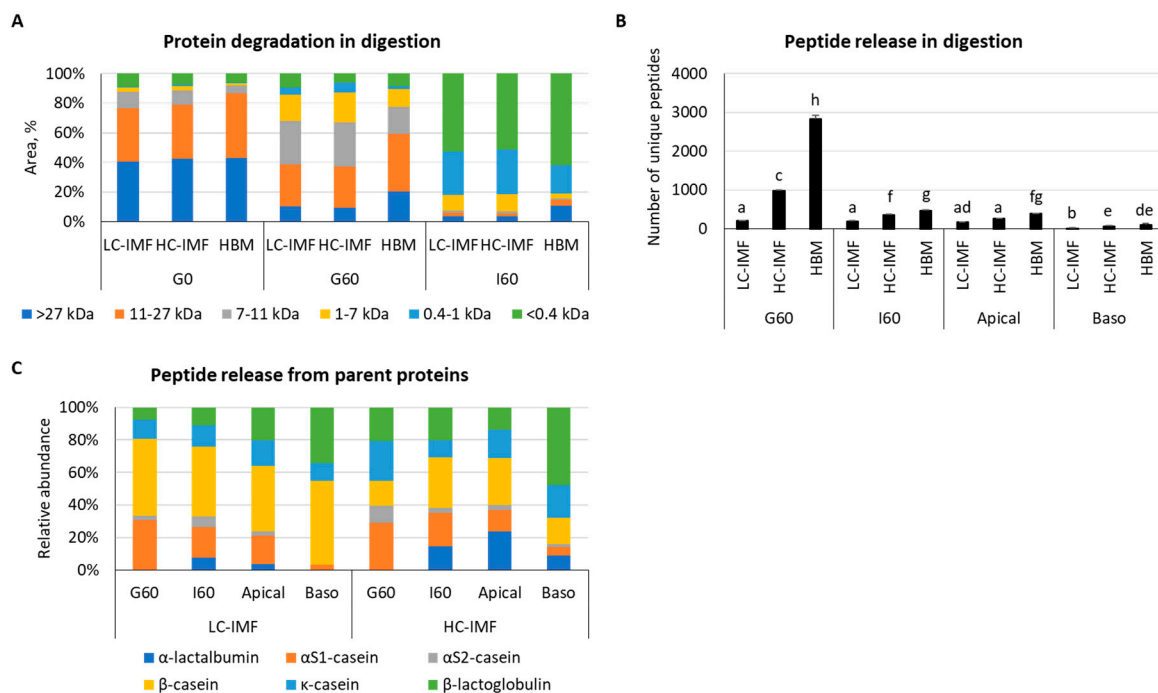 A
Protein degradation in digestion
Area, %
100%
80%
60%
40%
20%
0%
LC-IMF HC-IMF HBM LC-IMF HC-IMF HBM LC-IMF HC-IMF HBM
G0 G60 I60
>27 kDa 11-27 kDa 7-11 kDa 1-7 kDa 0.4-1 kDa <0.4 kDa
B
Peptide release in digestion
Number of unique peptides
4000
3000
2000
1000
0
a c h a f g ad a fg b e de
LC-IMF HC-IMF HBM LC-IMF HC-IMF HBM LC-IMF HC-IMF HBM LC-IMF HC-IMF HBM
G60 I60 Apical Baso
C
Peptide release from parent proteins
Relative abundance
100%
80%
60%
40%
20%
0%
G60 I60 Apical Baso G60 I60 Apical Baso
LC-IMF HC-IMF
α-lactalbumin αS1-casein αS2-casein
β-casein κ-casein β-lactoglobulin